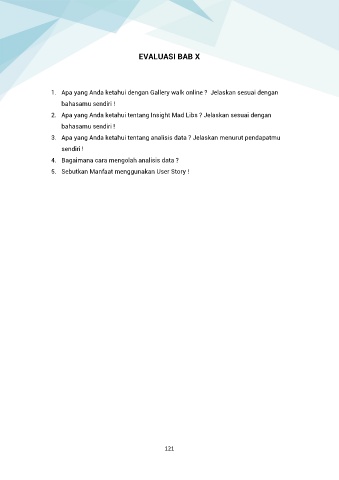 EVALUASI BAB X
1. Apa yang Anda ketahui dengan Gallery walk online ? Jelaskan sesuai dengan
bahasamu sendiri !
2. Apa yang Anda ketahui tentang Insight Mad Libs ? Jelaskan sesuai dengan
bahasamu sendiri !
3. Apa yang Anda ketahui tentang analisis data ? Jelaskan menurut pendapatmu
sendiri !
4. Bagaimana cara mengolah analisis data ?
5. Sebutkan Manfaat menggunakan User Story !
121